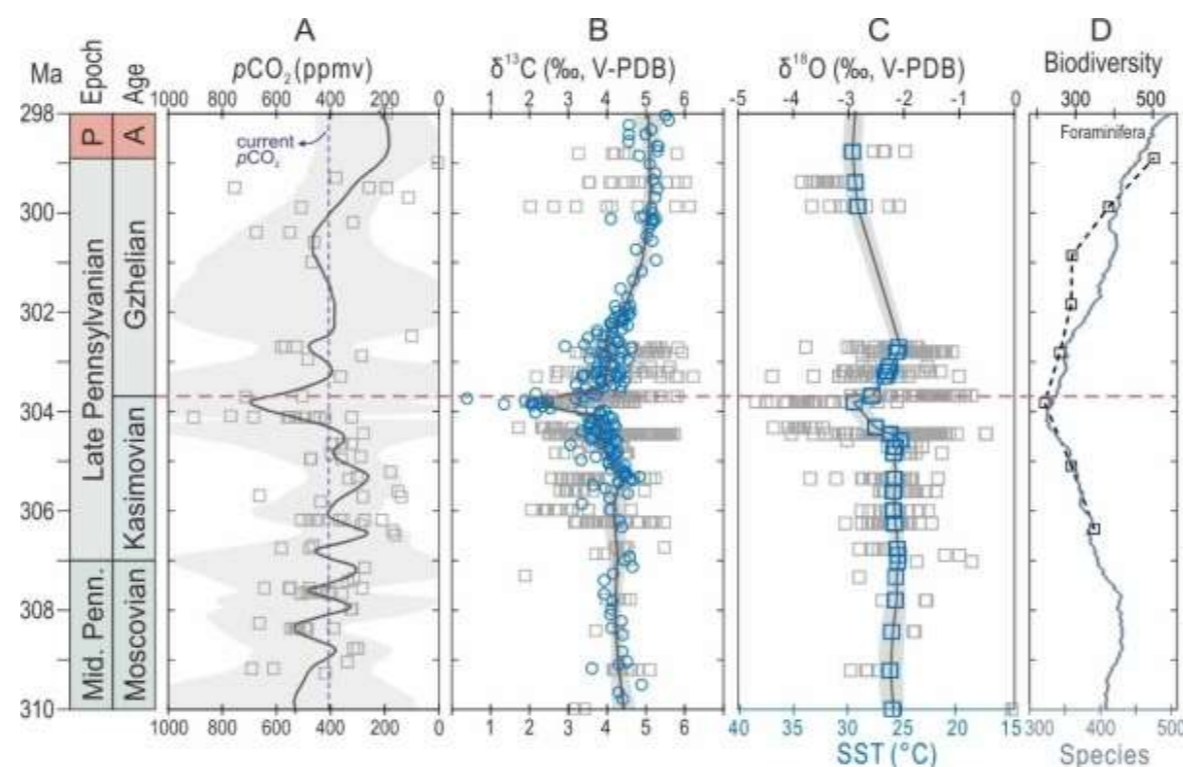 A B C D
Ma Epoch Age pCO₂ (ppmv) δ¹³C (‰, V-PDB) δ¹⁸O (‰, V-PDB) Biodiversity
1000 800 600 400 200 0 0 1 2 3 4 5 6 -5 -4 -3 -2 -1 0 300 500
298 P A current Foraminifera
pCO₂
300
302
Late Pennsylvanian Gzhelian
304
Kasimovian
306
Mid. Penn. Moscovian
308
310
1000 800 600 400 200 0 1 2 3 4 5 6 40 35 30 25 20 15 300 400 500
SST (°C) Species